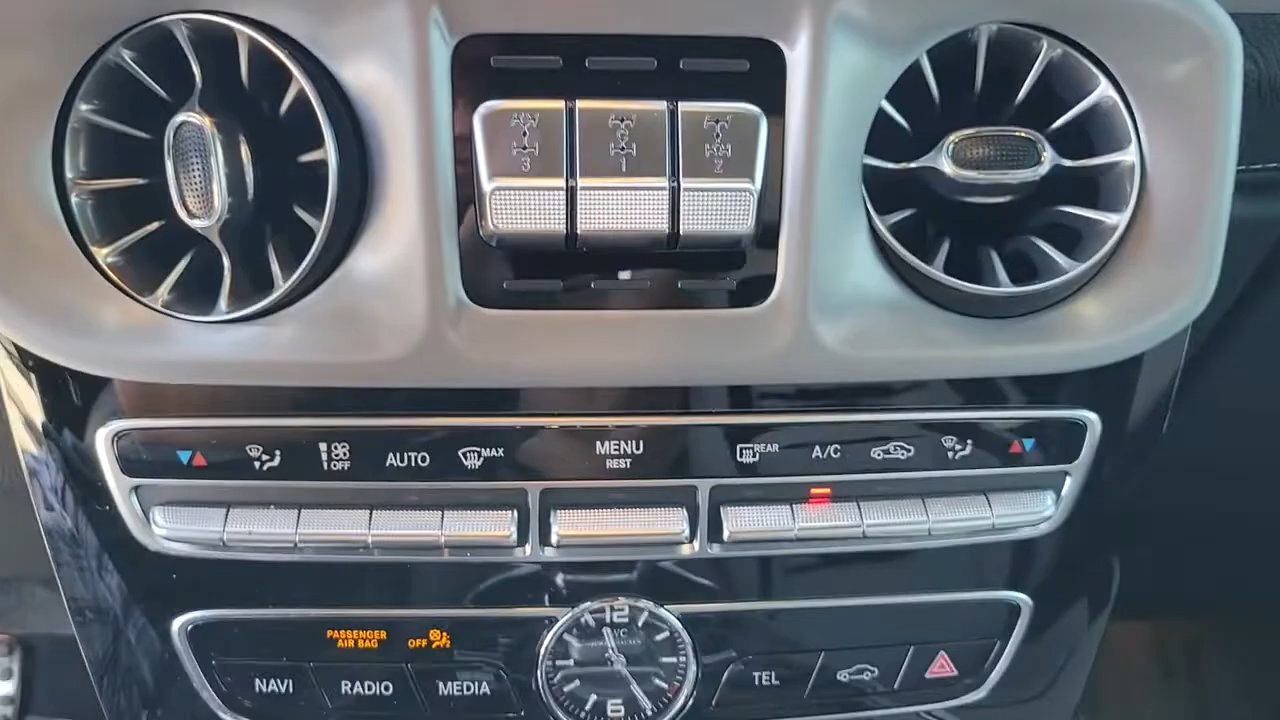 3 1 2
OFF AUTO MAX MENU REAR A/C
REST
PASSENGER
AIR BAG OFF
12
IWC
6
NAVI RADIO MEDIA TEL